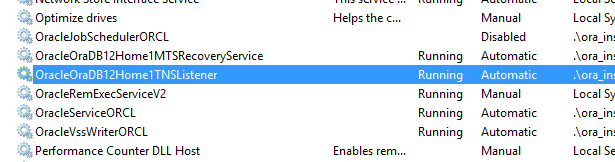 Network Store Interface Service This service ... Running Automatic Local Se
Optimize drives Helps the c... Manual Local Sy
OracleJobSchedulerORCL Disabled .\ora_ins
OracleOraDB12Home1MTSRecoveryService Running Automatic .\ora_ins
OracleOraDB12Home1TNSListener Running Automatic .\ora_ins
OracleRemExecServiceV2 Running Manual Local Sy
OracleServiceORCL Running Automatic .\ora_ins
OracleVssWriterORCL Running Automatic .\ora_ins
Performance Counter DLL Host Enables rem... Manual Local Se